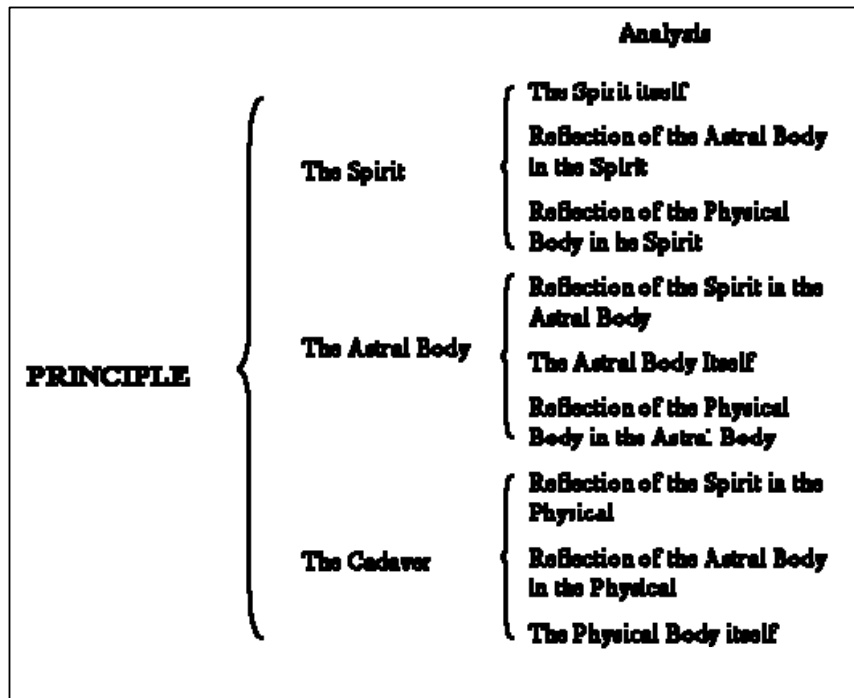 Analysis
The Spirit itself
Reflection of the Astral Body
in the Spirit
The Spirit
Reflection of the Physical
Body in he Spirit
Reflection of the Spirit in the
Astral Body
The Astral Body
The Astral Body Itself
PRINCIPLE
Reflection of the Physical
Body in the Astral Body
Reflection of the Spirit in the
Physical
The Cadaver
Reflection of the Astral Body
in the Physical
The Physical Body itself